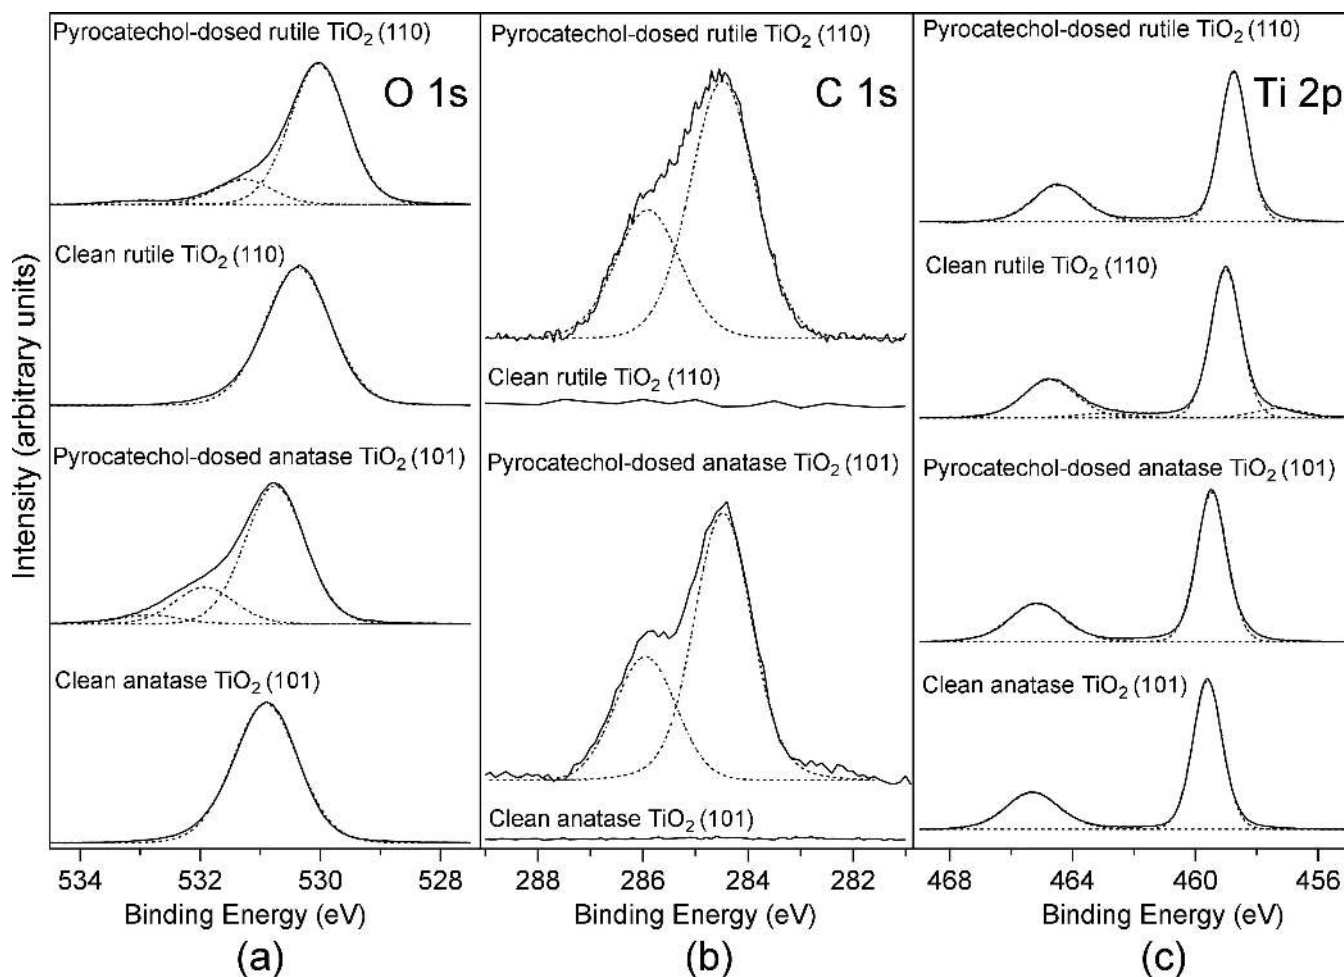 Intensity (arbitrary units)
Pyrocatechol-dosed rutile TiO₂ (110)
O 1s
Clean rutile TiO₂ (110)
Pyrocatechol-dosed anatase TiO₂ (101)
Clean anatase TiO₂ (101)
534 532 530 528
Binding Energy (eV)
(a)
Pyrocatechol-dosed rutile TiO₂ (110)
C 1s
Clean rutile TiO₂ (110)
Pyrocatechol-dosed anatase TiO₂ (101)
Clean anatase TiO₂ (101)
288 286 284 282
Binding Energy (eV)
(b)
Pyrocatechol-dosed rutile TiO₂ (110)
Ti 2p
Clean rutile TiO₂ (110)
Pyrocatechol-dosed anatase TiO₂ (101)
Clean anatase TiO₂ (101)
468 464 460 456
Binding Energy (eV)
(c)